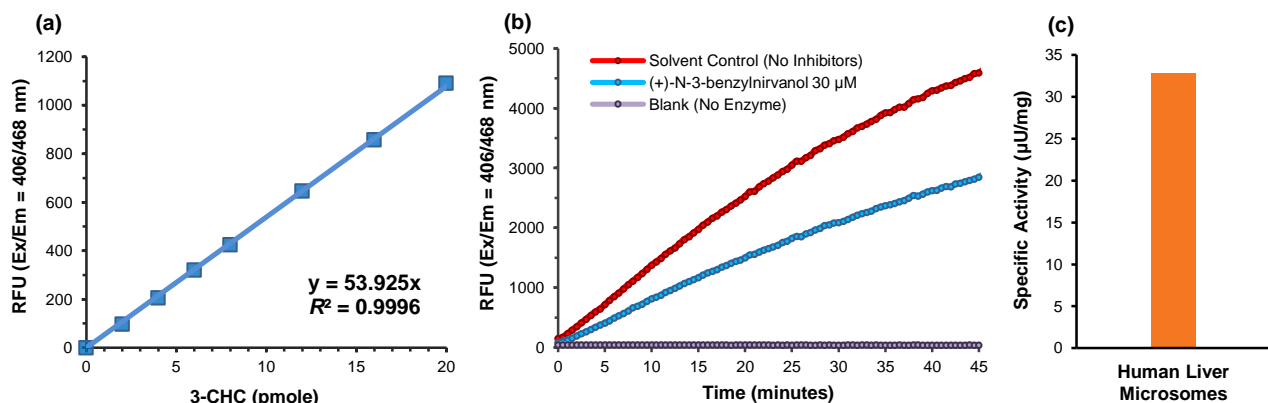 (a)
RFU (Ex/Em = 406/468 nm)
1200
1000
800
600
400
200
0
0
5
10
15
20
y = 53.925x
R² = 0.9996
3-CHC (pmole)
(b)
RFU (Ex/Em = 406/468 nm)
5000
4000
3000
2000
1000
0
0
5
10
15
20
25
30
35
40
45
Solvent Control (No Inhibitors)
(+)-N-3-benzylnirvanol 30 µM
Blank (No Enzyme)
Time (minutes)
(c)
Specific Activity (µU/mg)
35
30
25
20
15
10
5
0
Human Liver
Microsomes